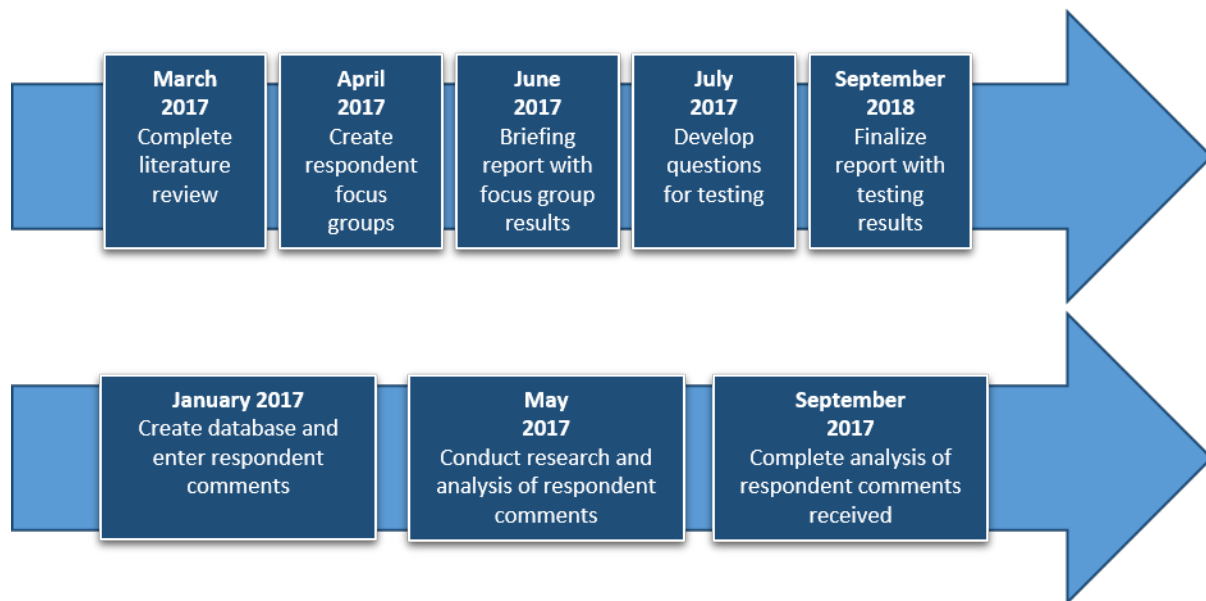 March
2017
Complete
literature
review
April
2017
Create
respondent
focus
groups
June
2017
Briefing
report with
focus group
results
July
2017
Develop
questions
for testing
September
2018
Finalize
report with
testing
results
January 2017
Create database and
enter respondent
comments
May
2017
Conduct research and
analysis of respondent
comments
September
2017
Complete analysis of
respondent comments
received